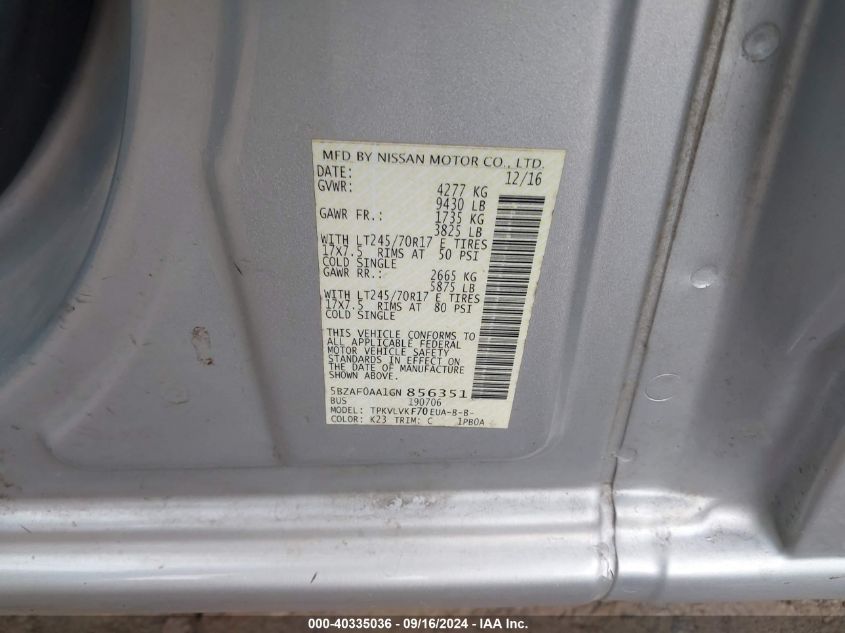 MFD BY NISSAN MOTOR CO., LTD.
DATE: 12/16
GVWR: 4277 KG
9430 LB
GAWR FR.: 1735 KG
3825 LB
WITH LT245/70R17 E TIRES
17X7.5 RIMS AT 50 PSI
COLD SINGLE
GAWR RR.: 2665 KG
5875 LB
WITH LT245/70R17 E TIRES
17X7.5 RIMS AT 80 PSI
COLD SINGLE
THIS VEHICLE CONFORMS TO
ALL APPLICABLE FEDERAL
MOTOR VEHICLE SAFETY
STANDARDS IN EFFECT ON
THE DATE OF MANUFACTURE
SHOWN ABOVE.
5BZAF0AA1GN 856351
BUS 190706
MODEL: TPKVLVKF70EUA-B-B-
COLOR: K23 TRIM: C 1PB0A
000-40335036 - 09/16/2024 - IAA Inc.